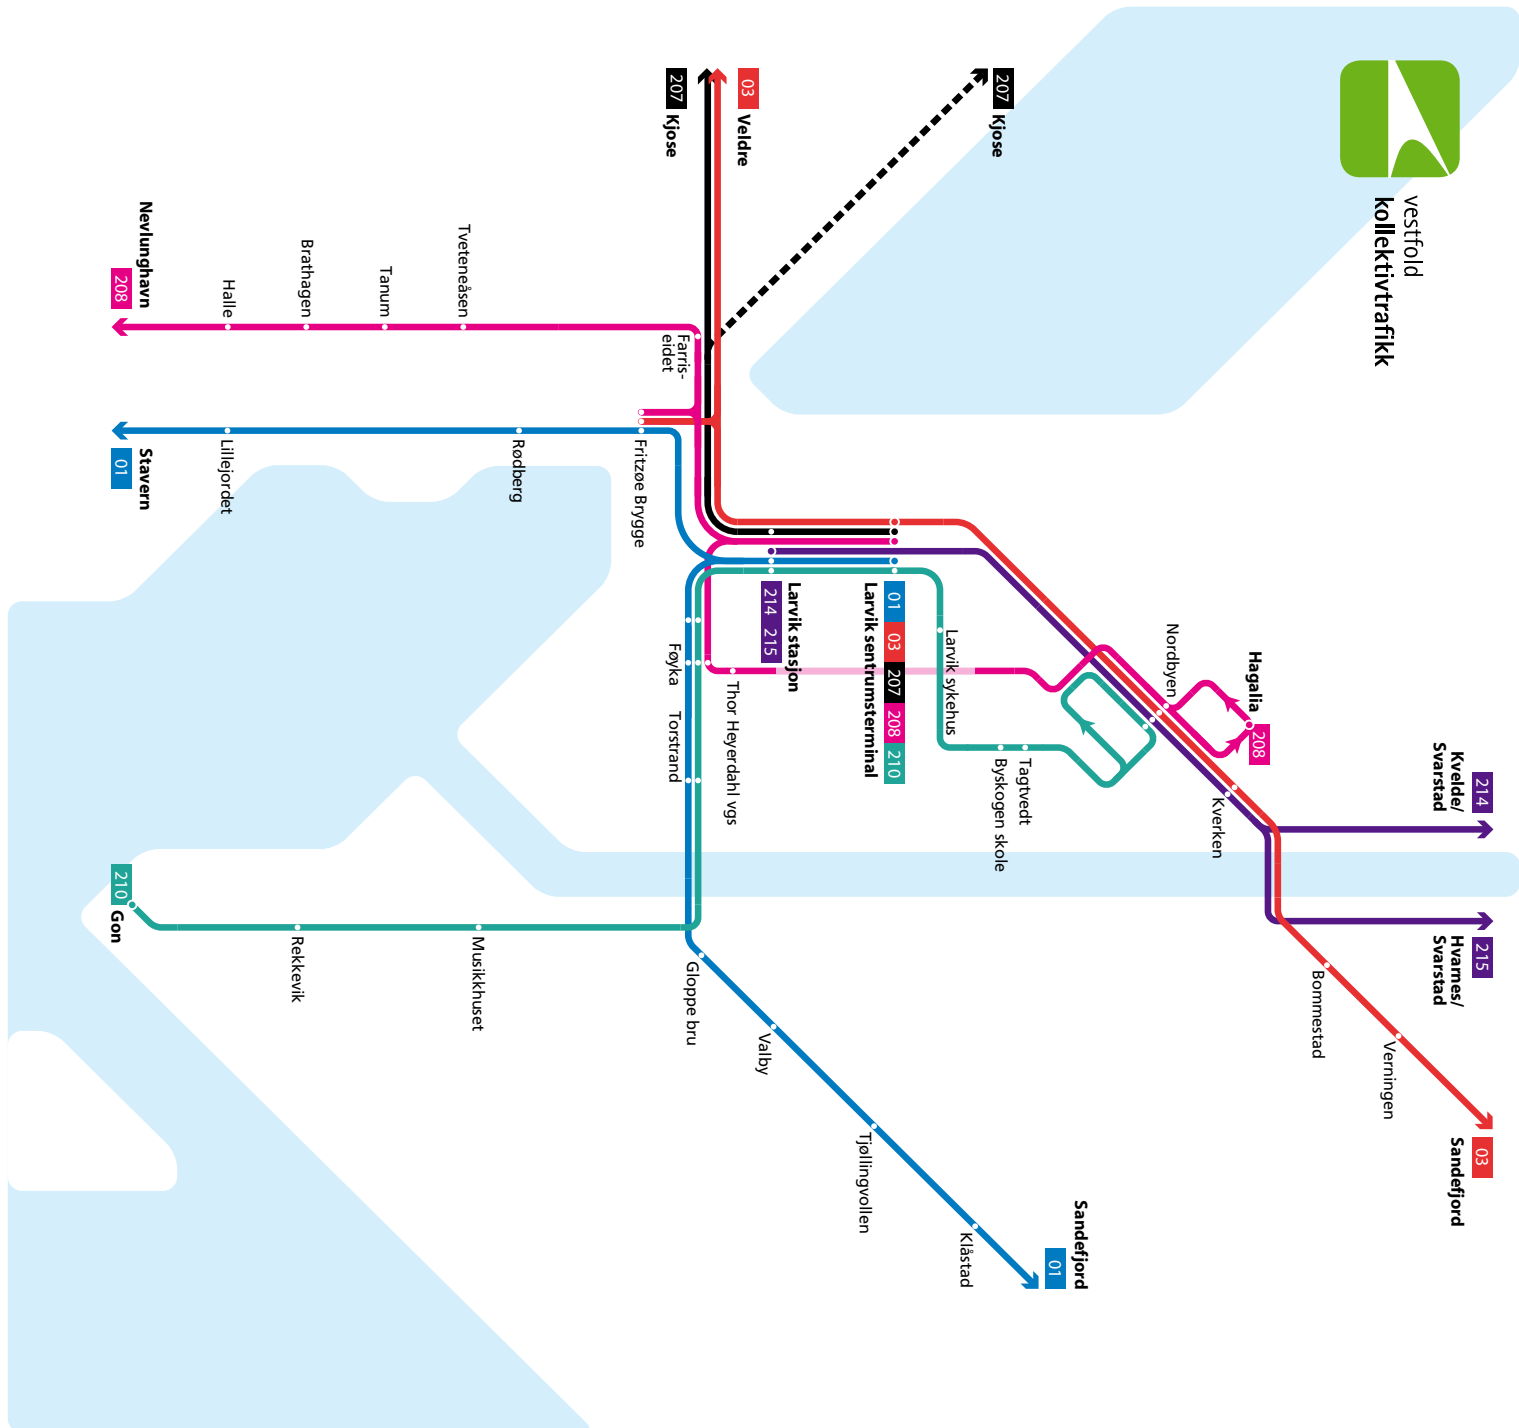 vestfold
kollektivtrafikk
214
Kvelde/
Svarstad
215
Hvarnes/
Svarstad
03
Sandefjord
Verningen
Bommestad
Hagalia
208
Kverken
Nordbyen
Sandefjord
01
Tagtvedt
Byskogen skole
207 Kjose
Klåstad
Larvik sykehus
01 03 207 208 210
Larvik sentrumsterminal
Tjøllingvollen
Larvik stasjon
214 215
Valby
03 Veldre
Thor Heyerdahl vgs
Gloppe bru
Farris-
eidet
207 Kjose
Føyka
Torstrand
Fritzøe Brygge
Rødberg
Musikkhuset
Tveteneåsen
Tanum
Brathagen
Rekkevik
Halle
Lillejordet
Nevlunghavn
208
Stavern
01
210
Gon